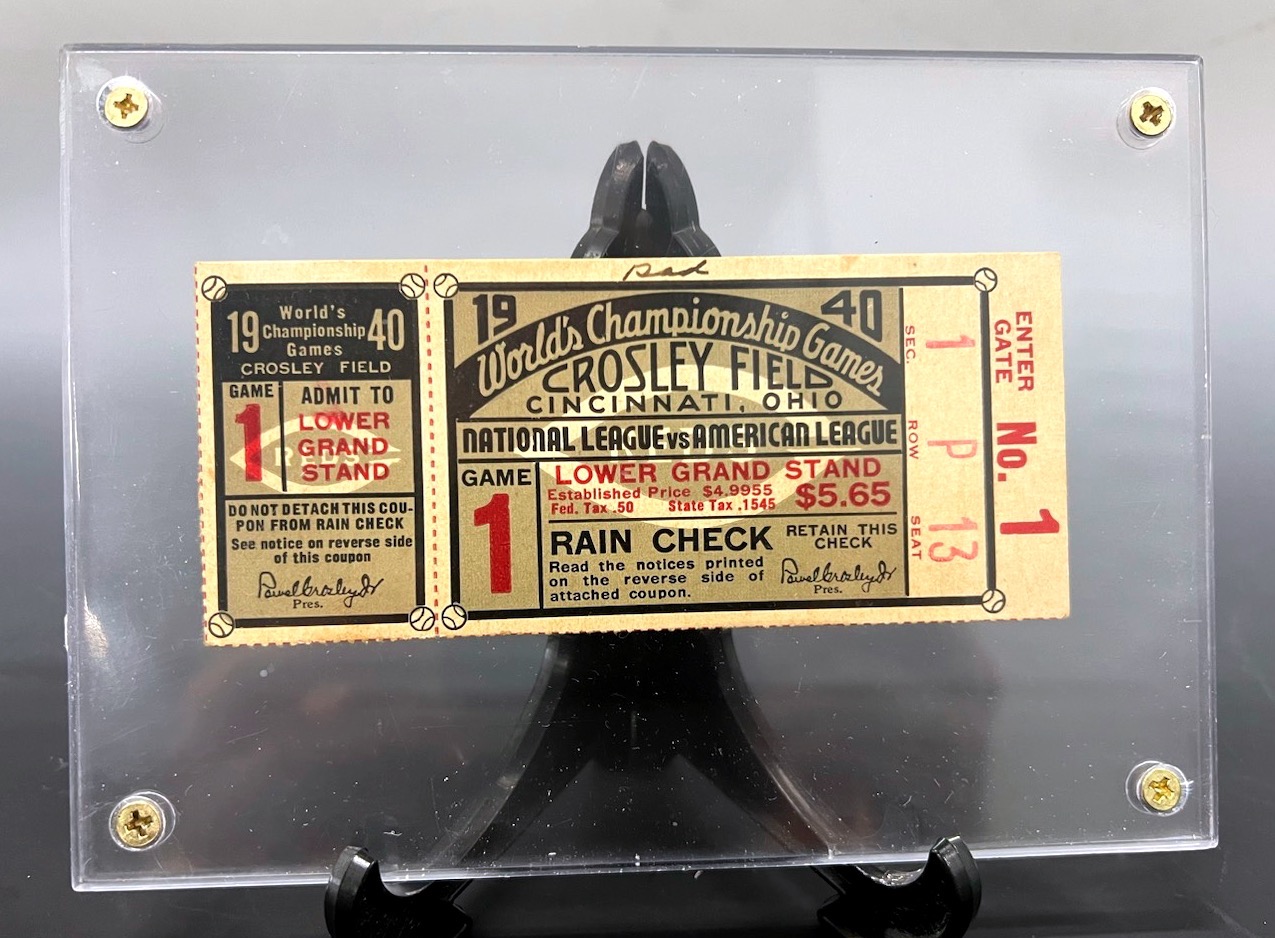 Dad
World's
19 Championship 40
Games
CROSLEY FIELD
GAME
1
ADMIT TO
LOWER
GRAND
STAND
REDS
DO NOT DETACH THIS COU-
PON FROM RAIN CHECK
See notice on reverse side
of this coupon
Powel Crosley Jr
Pres.
19 40
World's Championship Games
CROSLEY FIELD
CINCINNATI, OHIO
NATIONAL LEAGUE vs AMERICAN LEAGUE
REDS
GAME
1
LOWER GRAND STAND
Established Price $4.9955
Fed. Tax .50 State Tax .1545
$5.65
RAIN CHECK
Read the notices printed
on the reverse side of
attached coupon.
RETAIN THIS
CHECK
Powel Crosley Jr
Pres.
SEC. 1
ROW P
SEAT 13
ENTER
GATE No. 1